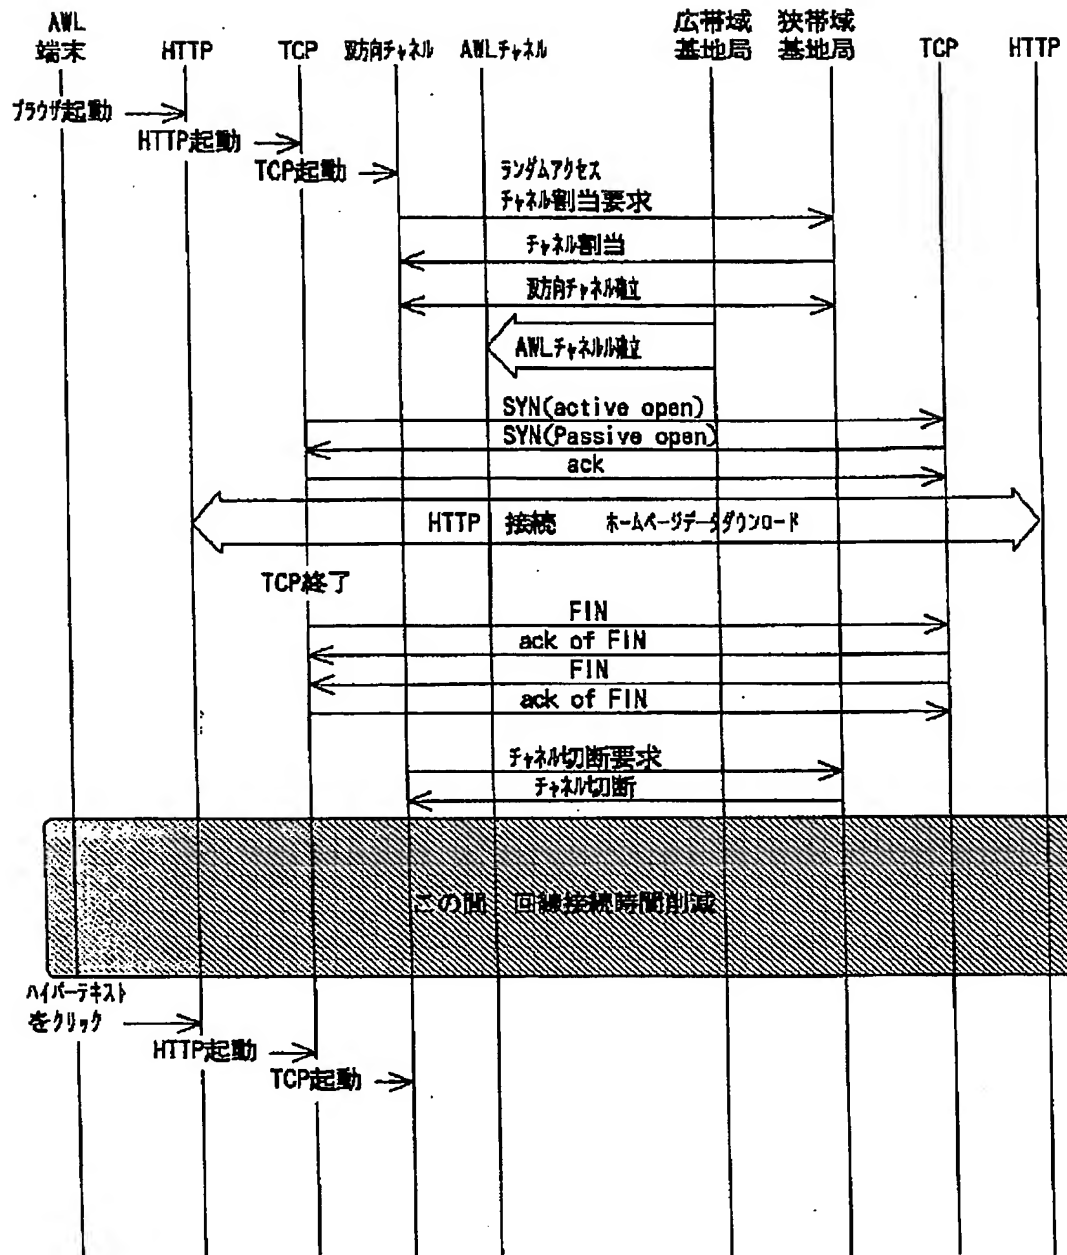 AWL
端末
HTTP
TCP
双方向チャネル
AWLチャネル
広帯域
基地局
狭帯域
基地局
TCP
HTTP
ブラウザ起動
HTTP起動
TCP起動
ランダムアクセス
チャネル割当要求
チャネル割当
双方向チャネル確立
AWLチャネルル確立
SYN(active open)
SYN(Passive open)
ack
HTTP 接続 ホームページデータダウンロード
TCP終了
FIN
ack of FIN
FIN
ack of FIN
チャネル切断要求
チャネル切断
この間 回線接続時間削減
ハイパーテキスト
をクリック
HTTP起動
TCP起動